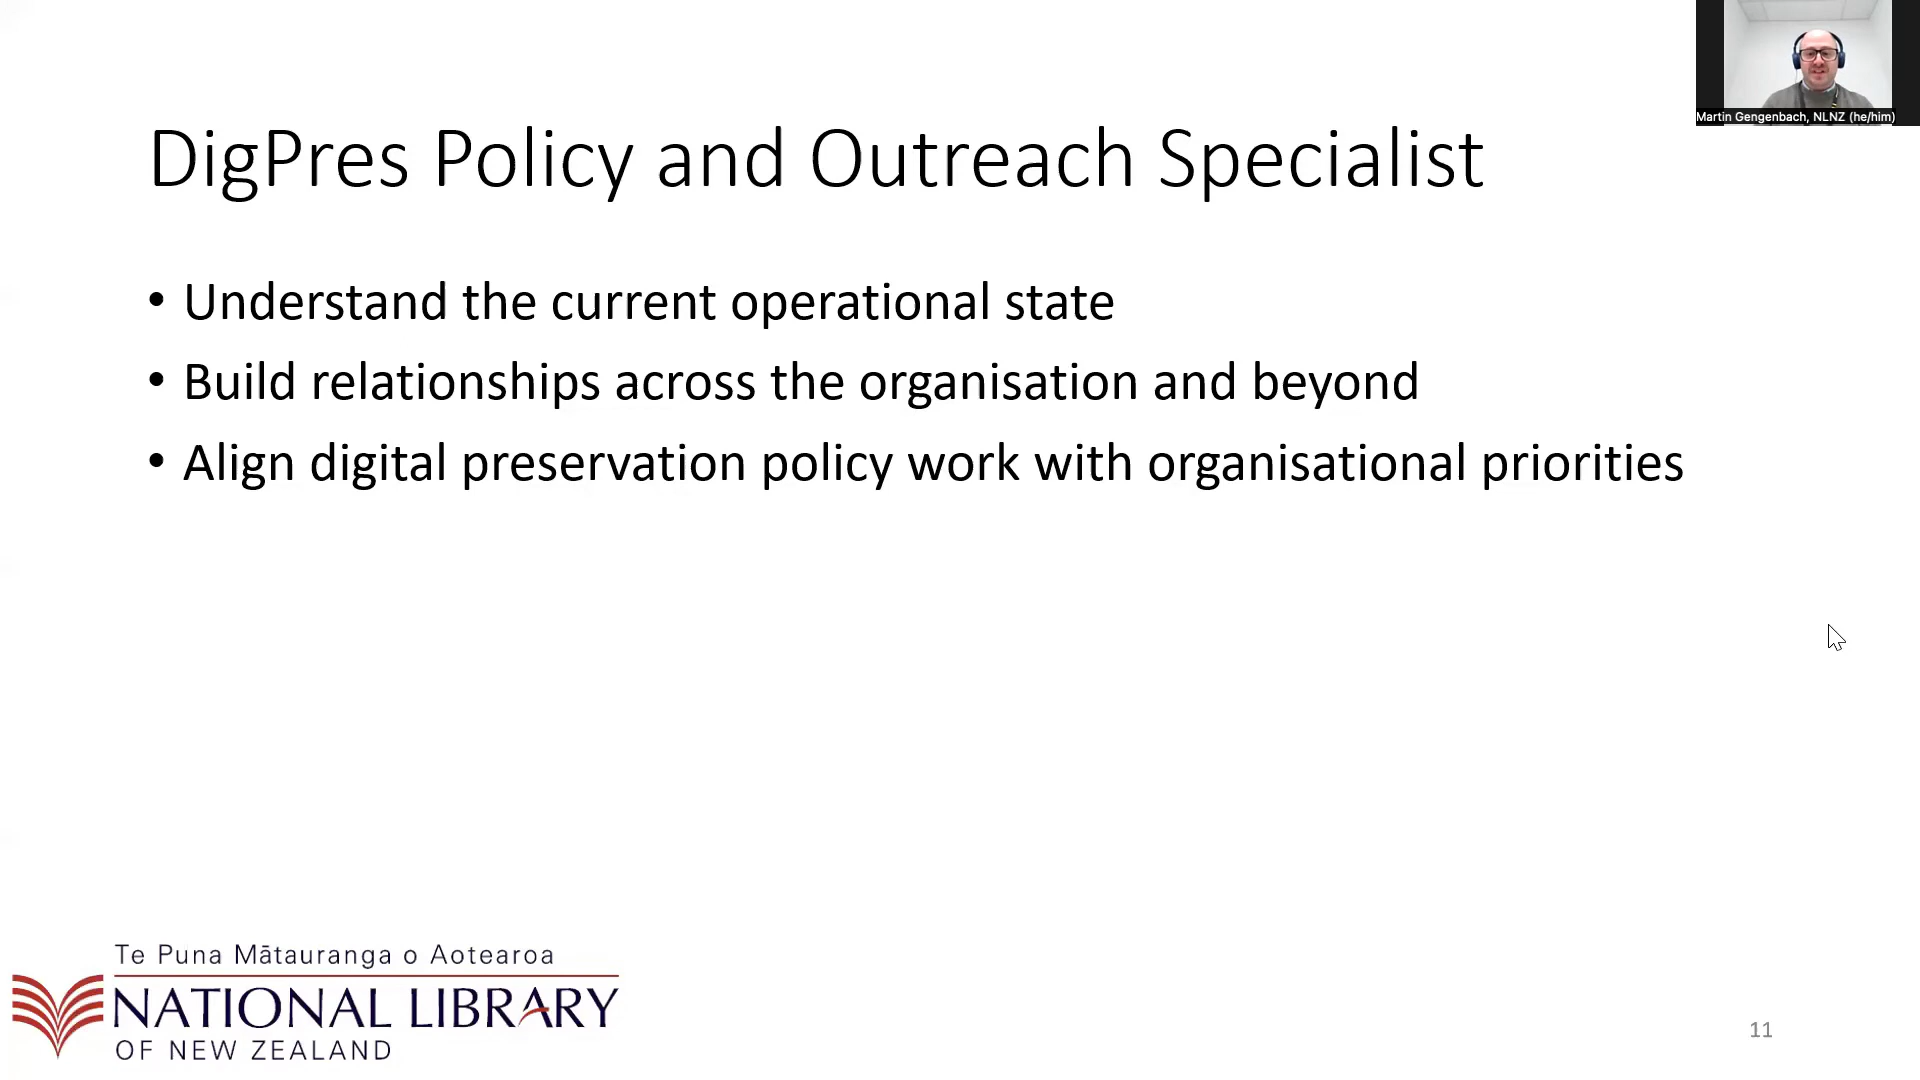 Martin Gengenbach, NLNZ (he/him)
DigPres Policy and Outreach Specialist
• Understand the current operational state
• Build relationships across the organisation and beyond
• Align digital preservation policy work with organisational priorities
Te Puna Mātauranga o Aotearoa
NATIONAL LIBRARY
OF NEW ZEALAND
11